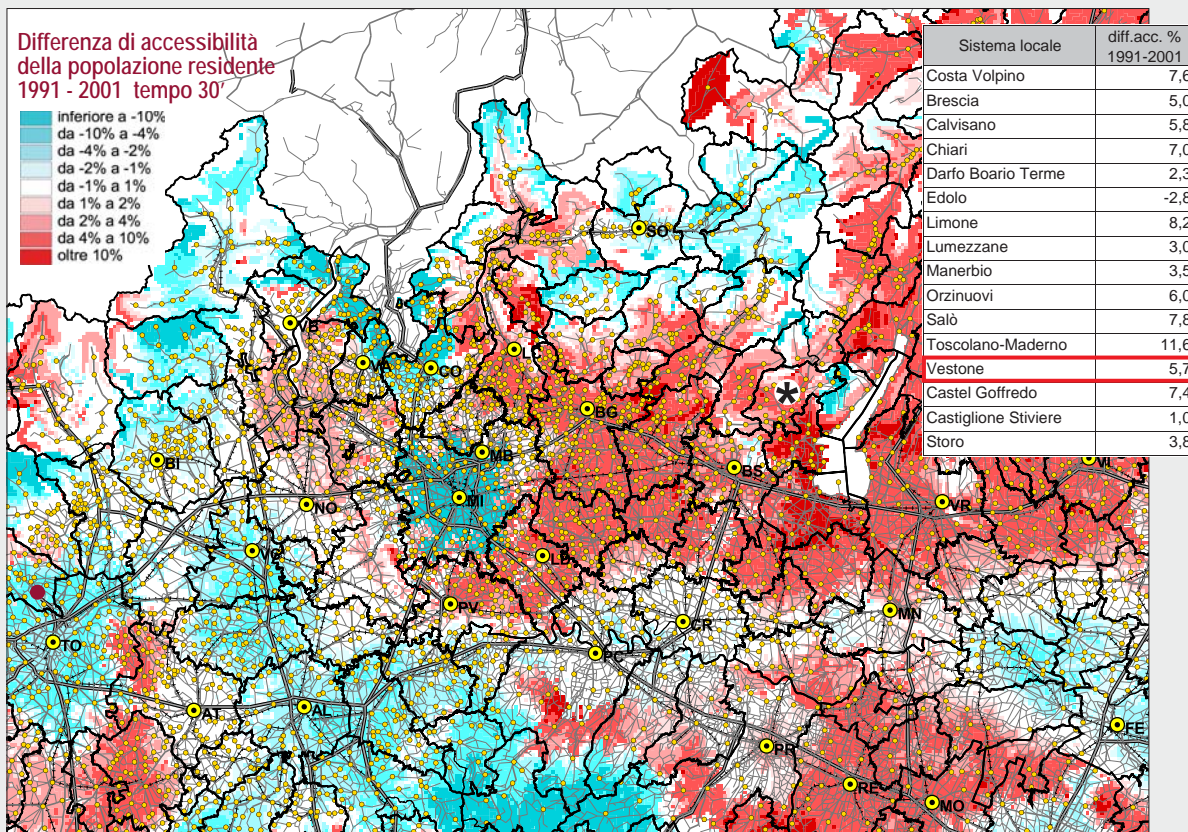 Differenza di accessibilità
della popolazione residente
1991 - 2001 tempo 30'
inferiore a -10%
da -10% a -4%
da -4% a -2%
da -2% a -1%
da -1% a 1%
da 1% a 2%
da 2% a 4%
da 4% a 10%
oltre 10%
Sistema locale diff.acc. % 1991-2001
Costa Volpino 7,6
Brescia 5,0
Calvisano 5,8
Chiari 7,0
Darfo Boario Terme 2,3
Edolo -2,8
Limone 8,2
Lumezzane 3,0
Manerbio 3,5
Orzinuovi 6,0
Salò 7,8
Toscolano-Maderno 11,6
Vestone 5,7
Castel Goffredo 7,4
Castiglione Stiviere 1,0
Storo 3,8
SO
VB
VA
CO
LC
*
BG
MB
BI
BS
MI
NO
VR
VC
LO
PV
MN
CR
TO
PC
AT
AL
FE
PR
RE
MO